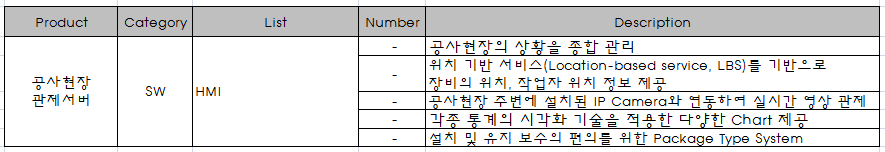 Product Category List Number Description
공사현장 관제서버 SW HMI
- 공사현장의 상황을 종합 관리
- 위치 기반 서비스(Location-based service, LBS)를 기반으로
장비의 위치, 작업자 위치 정보 제공
- 공사현장 주변에 설치된 IP Camera와 연동하여 실시간 영상 관제
- 각종 통계의 시각화 기술을 적용한 다양한 Chart 제공
- 설치 및 유지 보수의 편의를 위한 Package Type System